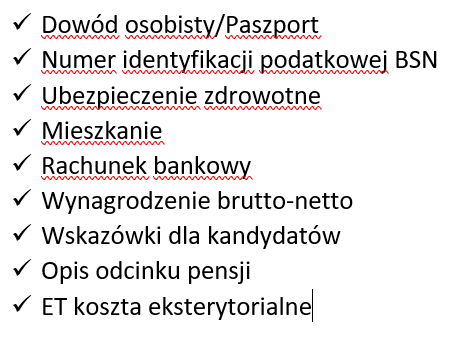 ✓ Dowód osobisty/Paszport
✓ Numer identyfikacji podatkowej BSN
✓ Ubezpieczenie zdrowotne
✓ Mieszkanie
✓ Rachunek bankowy
✓ Wynagrodzenie brutto-netto
✓ Wskazówki dla kandydatów
✓ Opis odcinku pensji
✓ ET koszta eksterytorialne